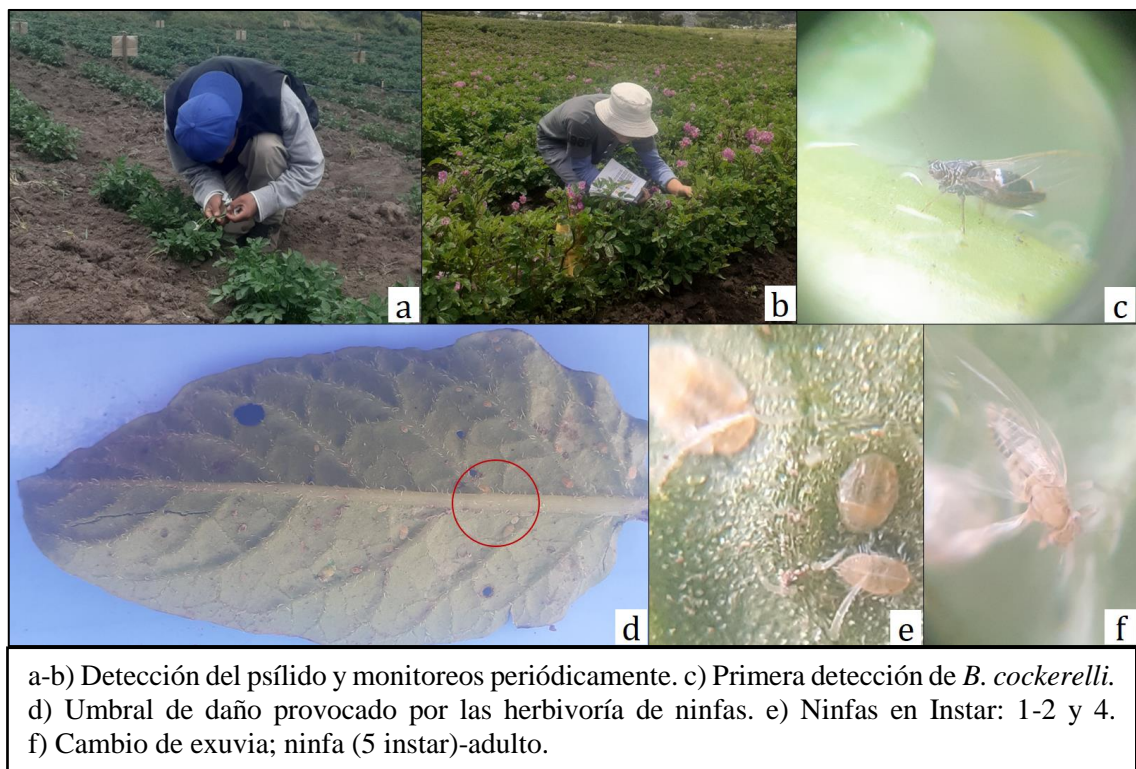 a
b
c
d
e
f
a-b) Detección del psílido y monitoreos periódicamente. c) Primera detección de B. cockerelli.
d) Umbral de daño provocado por las herbivoría de ninfas. e) Ninfas en Instar: 1-2 y 4.
f) Cambio de exuvia; ninfa (5 instar)-adulto.